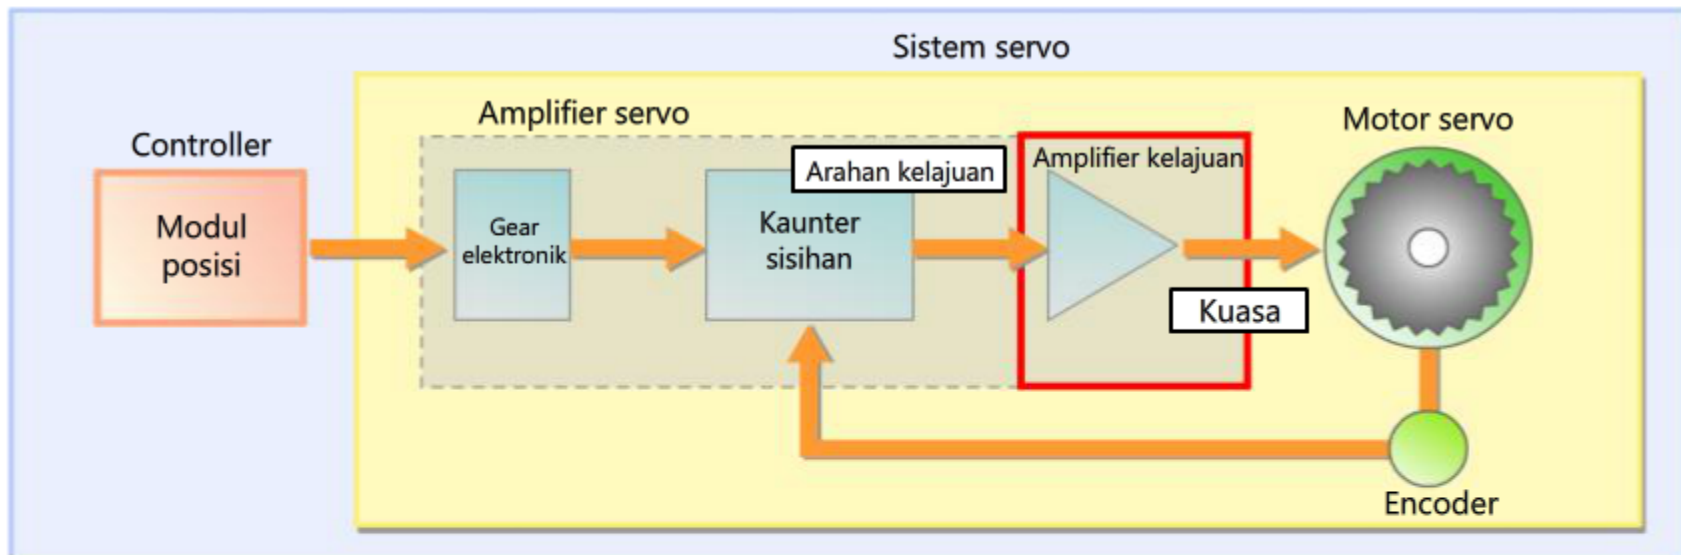 Sistem servo
Amplifier servo
Controller
Motor servo
Modul
posisi
Gear
elektronik
Arahan kelajuan
Kaunter
sisihan
Amplifier kelajuan
Kuasa
Encoder